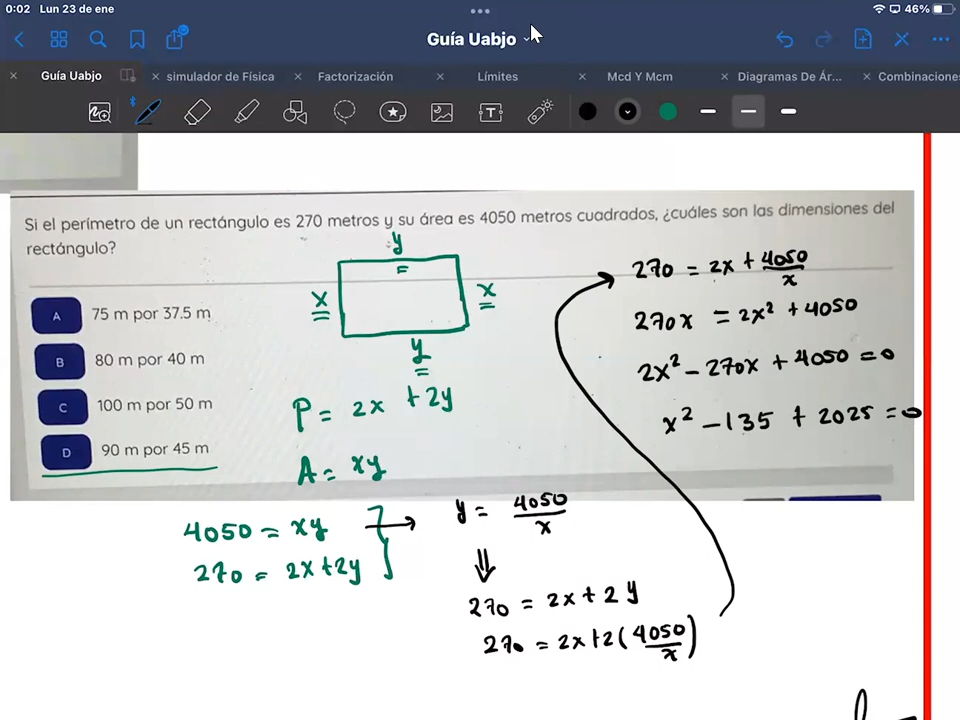 0:02 Lun 23 de ene 46%
Guía Uabjo
Guía Uabjo simulador de Física Factorización Límites Mcd Y Mcm Diagramas De Ár... Combinaciones
Si el perímetro de un rectángulo es 270 metros y su área es 4050 metros cuadrados, ¿cuáles son las dimensiones del
rectángulo?
A 75 m por 37.5 m
B 80 m por 40 m
C 100 m por 50 m
D 90 m por 45 m
y
x
x
y
P = 2x + 2y
A = xy
4050 = xy
270 = 2x+2y
y = 4050/x
270 = 2x + 2y
270 = 2x+2(4050/x)
270 = 2x + 4050/x
270x = 2x² + 4050
2x² - 270x + 4050 = 0
x² - 135 + 2025 = 0